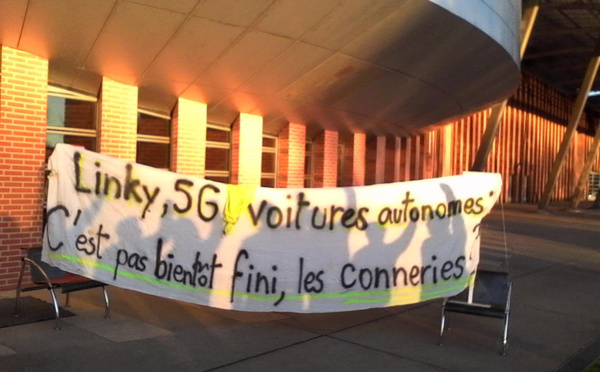 Linky, 5G, voitures autonomes :
C'est pas bientôt fini, les conneries ?